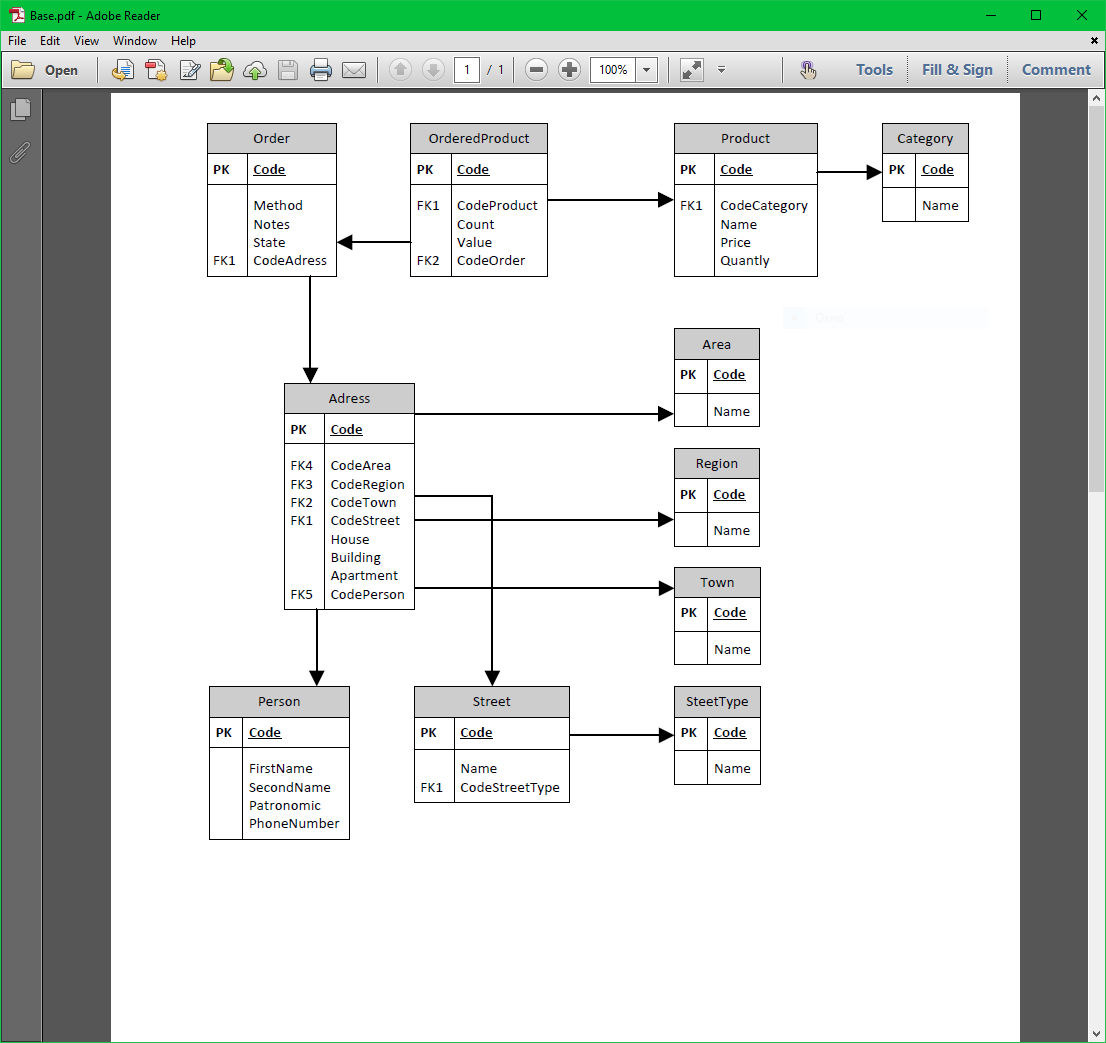 Base.pdf - Adobe Reader
File Edit View Window Help
Open 1 / 1 100% Tools Fill & Sign Comment
Order
PK Code
Method
Notes
State
FK1 CodeAdress
OrderedProduct
PK Code
FK1 CodeProduct
Count
Value
FK2 CodeOrder
Product
PK Code
FK1 CodeCategory
Name
Price
Quantly
Category
PK Code
Name
Area
PK Code
Name
Adress
PK Code
FK4 CodeArea
FK3 CodeRegion
FK2 CodeTown
FK1 CodeStreet
House
Building
Apartment
FK5 CodePerson
Region
PK Code
Name
Town
PK Code
Name
Person
PK Code
FirstName
SecondName
Patronomic
PhoneNumber
Street
PK Code
Name
FK1 CodeStreetType
SteetType
PK Code
Name